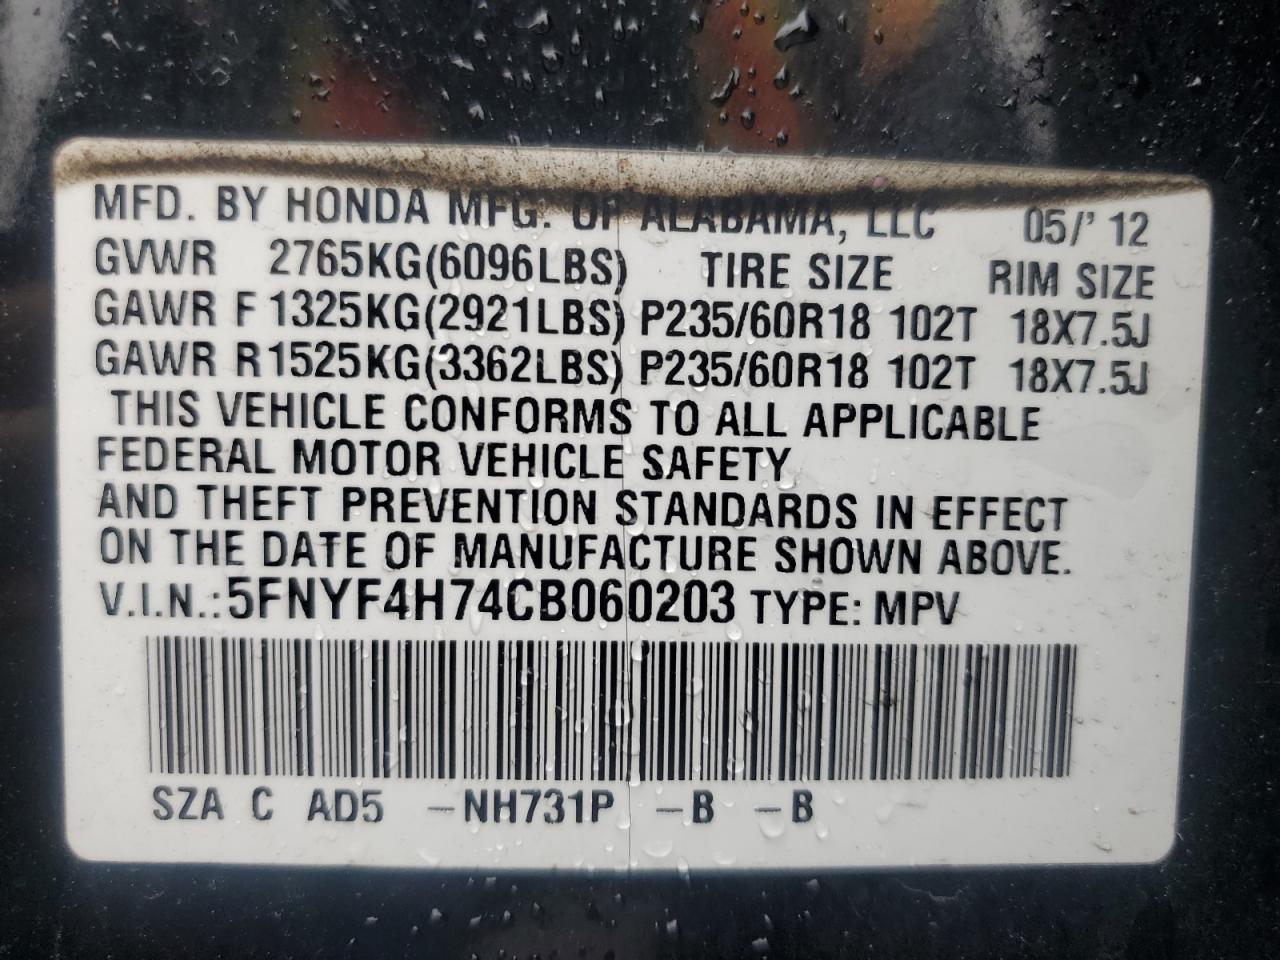 MFD. BY HONDA MFG. OF ALABAMA, LLC 05/' 12
GVWR 2765KG(6096LBS) TIRE SIZE RIM SIZE
GAWR F 1325KG(2921LBS) P235/60R18 102T 18X7.5J
GAWR R 1525KG(3362LBS) P235/60R18 102T 18X7.5J
THIS VEHICLE CONFORMS TO ALL APPLICABLE
FEDERAL MOTOR VEHICLE SAFETY
AND THEFT PREVENTION STANDARDS IN EFFECT
ON THE DATE OF MANUFACTURE SHOWN ABOVE.
V.I.N.:5FNYF4H74CB060203 TYPE: MPV
SZA C AD5 -NH731P -B -B